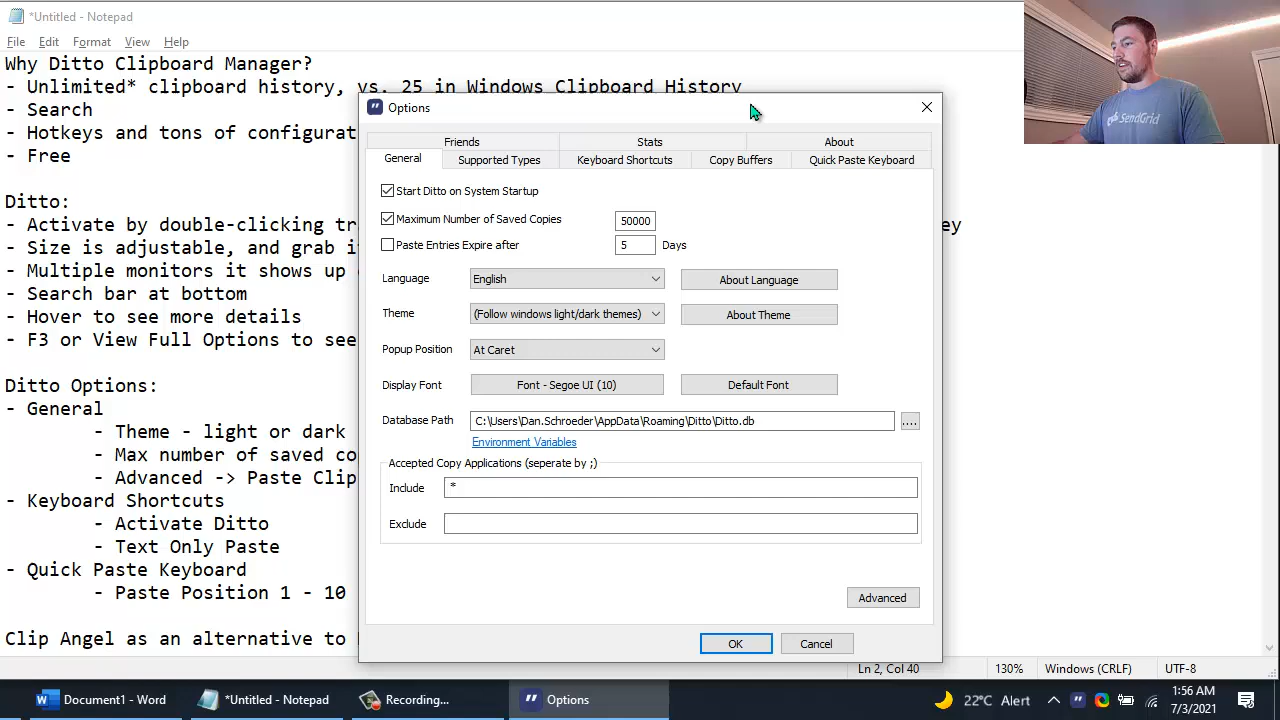 *Untitled - Notepad
File Edit Format View Help
Why Ditto Clipboard Manager?
- Unlimited* clipboard history, vs. 25 in Windows Clipboard History
- Search
- Hotkeys and tons of configurat
- Free
Ditto:
- Activate by double-clicking tr
ey
- Size is adjustable, and grab i
- Multiple monitors it shows up
- Search bar at bottom
- Hover to see more details
- F3 or View Full Options to see
Ditto Options:
- General
- Theme - light or dark
- Max number of saved co
- Advanced -> Paste Clip
- Keyboard Shortcuts
- Activate Ditto
- Text Only Paste
- Quick Paste Keyboard
- Paste Position 1 - 10
Clip Angel as an alternative to
Ln 2, Col 40 130% Windows (CRLF) UTF-8
Options
Friends Stats About
General Supported Types Keyboard Shortcuts Copy Buffers Quick Paste Keyboard
Start Ditto on System Startup
Maximum Number of Saved Copies 50000
Paste Entries Expire after 5 Days
Language English About Language
Theme (Follow windows light/dark themes) About Theme
Popup Position At Caret
Display Font Font - Segoe UI (10) Default Font
Database Path C:\Users\Dan.Schroeder\AppData\Roaming\Ditto\Ditto.db ....
Environment Variables
Accepted Copy Applications (seperate by ;)
Include *
Exclude
Advanced
OK Cancel
SendGrid
Document1 - Word *Untitled - Notepad Recording... Options 22°C Alert 1:56 AM
7/3/2021